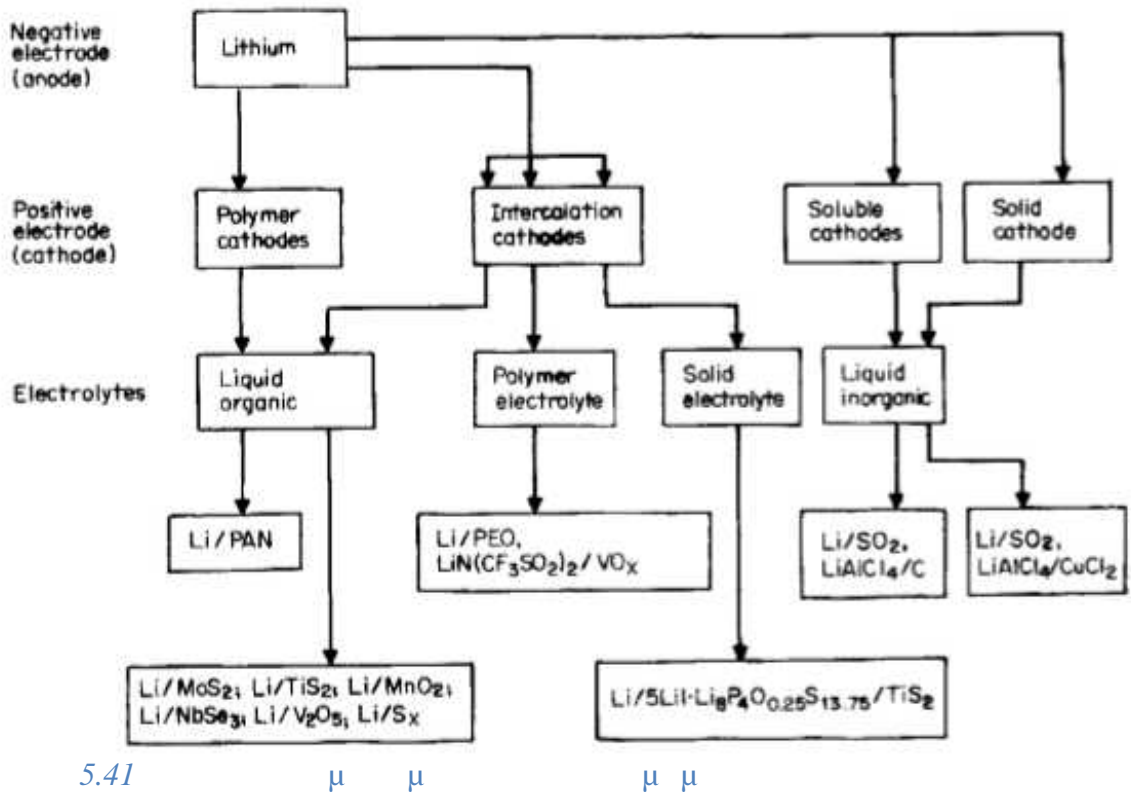 Negative
electrode
(anode)
Lithium
Positive
electrode
(cathode)
Polymer
cathodes
Intercalation
cathodes
Soluble
cathodes
Solid
cathode
Electrolytes
Liquid
organic
Polymer
electrolyte
Solid
electrolyte
Liquid
inorganic
Li/PAN
Li/PEO,
LiN(CF₃SO₂)₂/VOₓ
Li/SO₂,
LiAlCl₄/C
Li/SO₂,
LiAlCl₄/CuCl₂
Li/MoS₂; Li/TiS₂; Li/MnO₂;
Li/NbSe₃; Li/V₂O₅; Li/Sₓ
Li/5LiI·Li₈P₄O₀.₂₅S₁₃.₇₅/TiS₂
5.41 μ μ μ μ